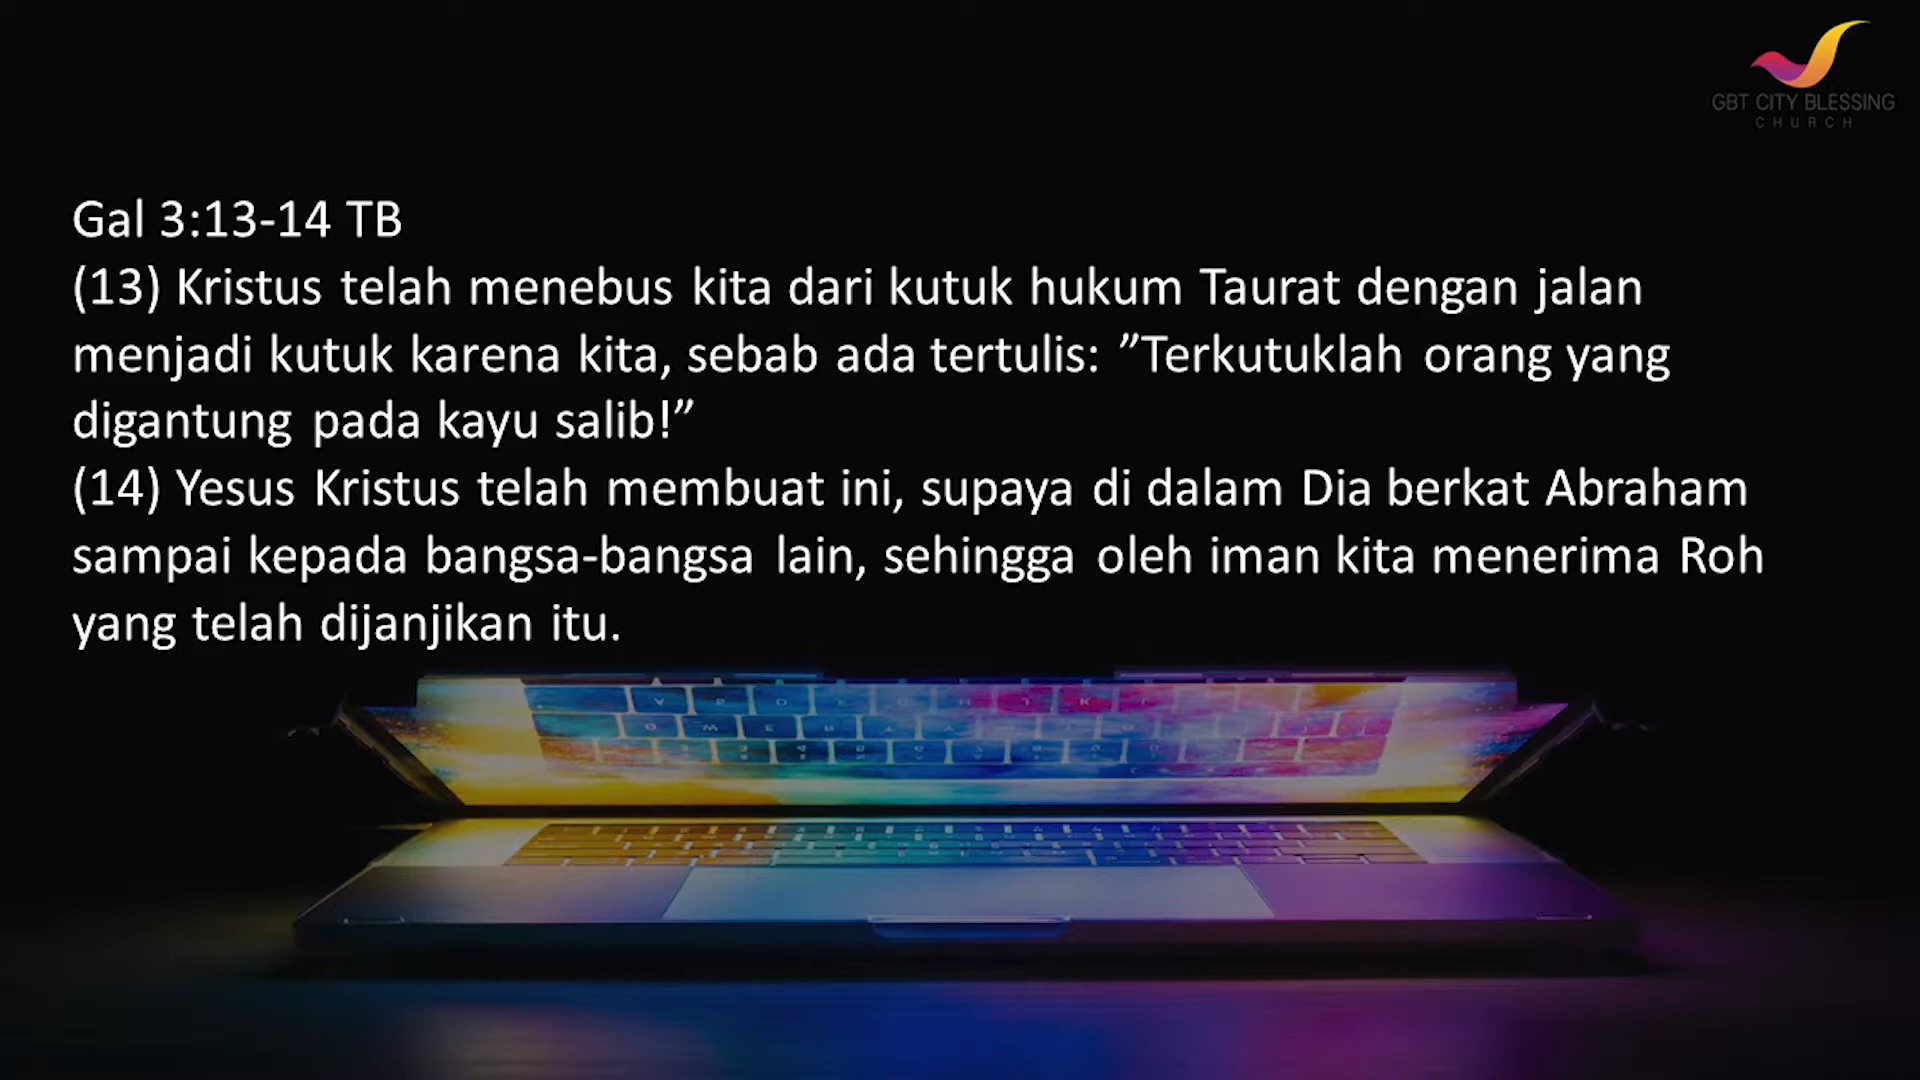 GBT CITY BLESSING
CHURCH
Gal 3:13-14 TB
(13) Kristus telah menebus kita dari kutuk hukum Taurat dengan jalan
menjadi kutuk karena kita, sebab ada tertulis: ”Terkutuklah orang yang
digantung pada kayu salib!”
(14) Yesus Kristus telah membuat ini, supaya di dalam Dia berkat Abraham
sampai kepada bangsa-bangsa lain, sehingga oleh iman kita menerima Roh
yang telah dijanjikan itu.